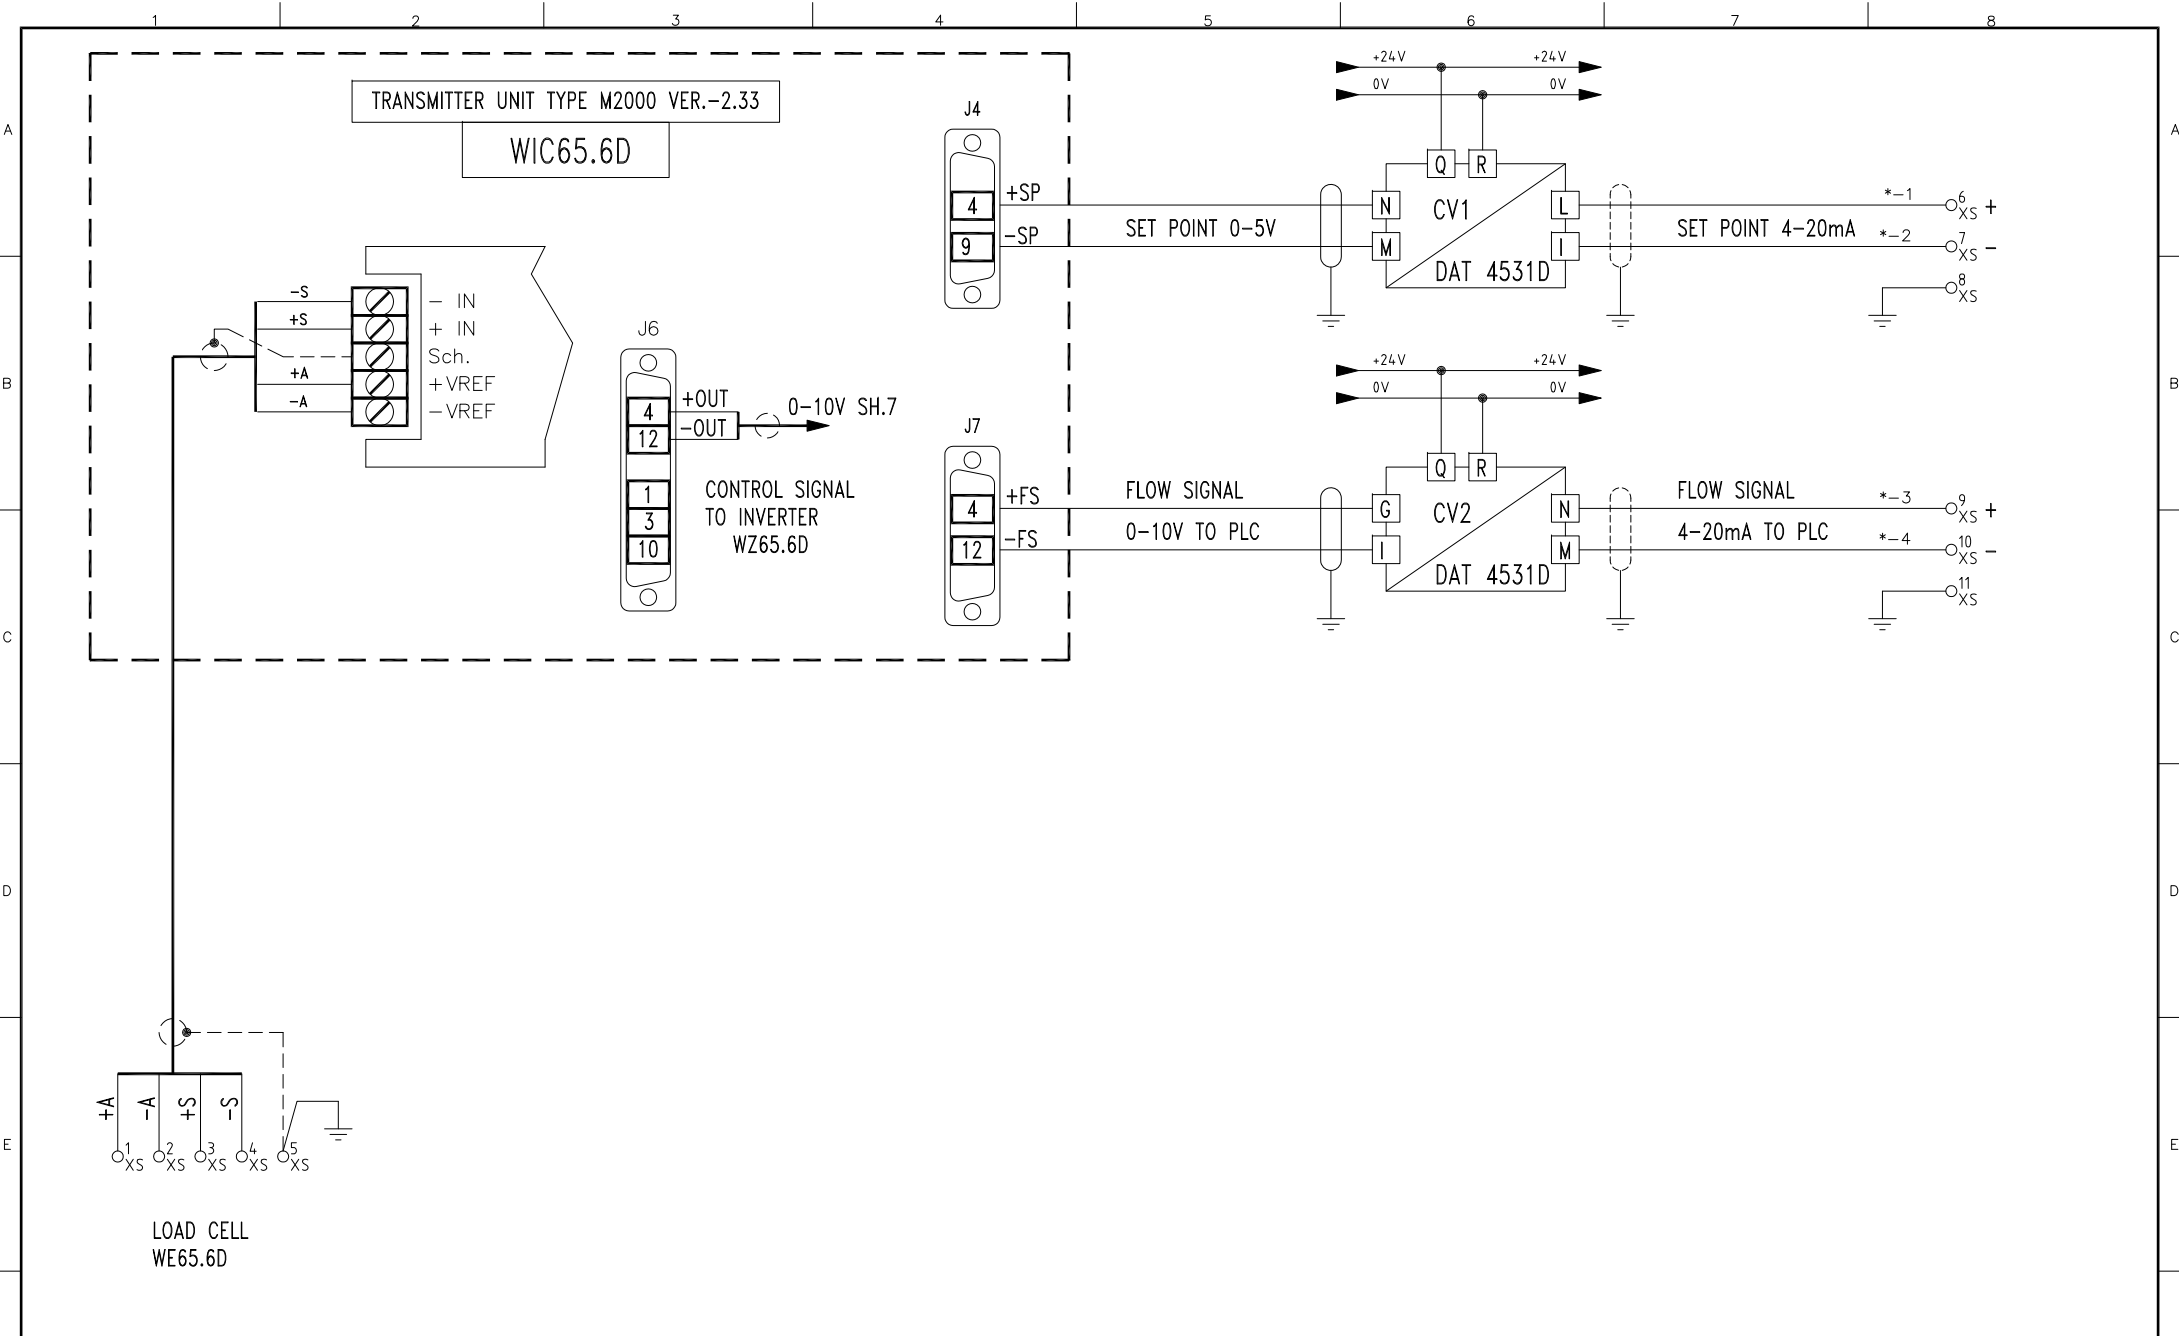 1 2 3 4 5 6 7 8
A A
B B
C C
D D
E E
TRANSMITTER UNIT TYPE M2000 VER.-2.33
WIC65.6D
-S
+S
+A
-A
- IN
+ IN
Sch.
+VREF
-VREF
J6
4
12
1
3
10
+OUT
-OUT
0-10V SH.7
CONTROL SIGNAL
TO INVERTER
WZ65.6D
J4
4
9
+SP
-SP
SET POINT 0-5V
+24V +24V
0V 0V
Q R
N CV1 L
M I
DAT 4531D
SET POINT 4-20mA
*-1
*-2
6
XS +
7
XS -
8
XS
J7
4
12
+FS
-FS
FLOW SIGNAL
0-10V TO PLC
+24V +24V
0V 0V
Q R
G CV2 N
I M
DAT 4531D
FLOW SIGNAL
4-20mA TO PLC
*-3
*-4
9
XS +
10
XS -
11
XS
+A -A +S -S
1 2 3 4 5
XS XS XS XS XS
LOAD CELL
WE65.6D